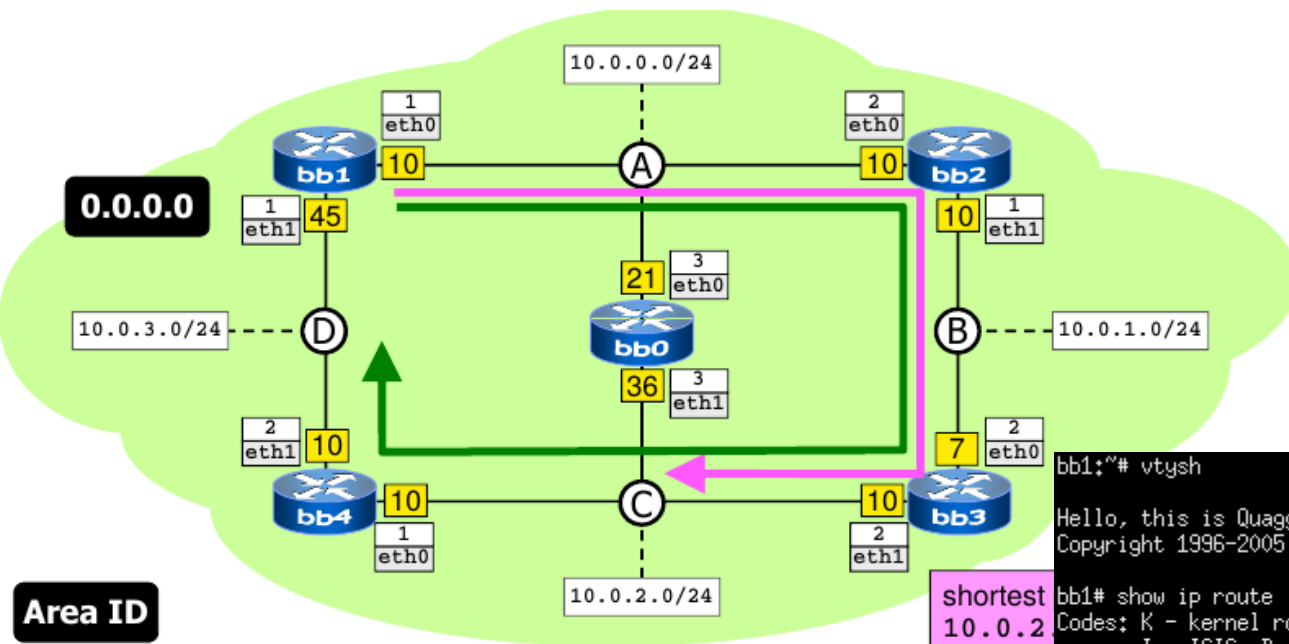 10.0.0.0/24
1
eth0
2
eth0
10
A
10
bb1
bb2
0.0.0.0
1
eth1
45
10
1
eth1
21
3
eth0
10.0.3.0/24
D
bb0
B
10.0.1.0/24
36
3
eth1
2
eth1
10
7
2
eth0
bb4
10
C
10
bb3
1
eth0
2
eth1
10.0.2.0/24
Area ID
shortest
10.0.2.
bb1:~# vtysh
Hello, this is Quagg
Copyright 1996-2005
bb1# show ip route
Codes: K - kernel ro